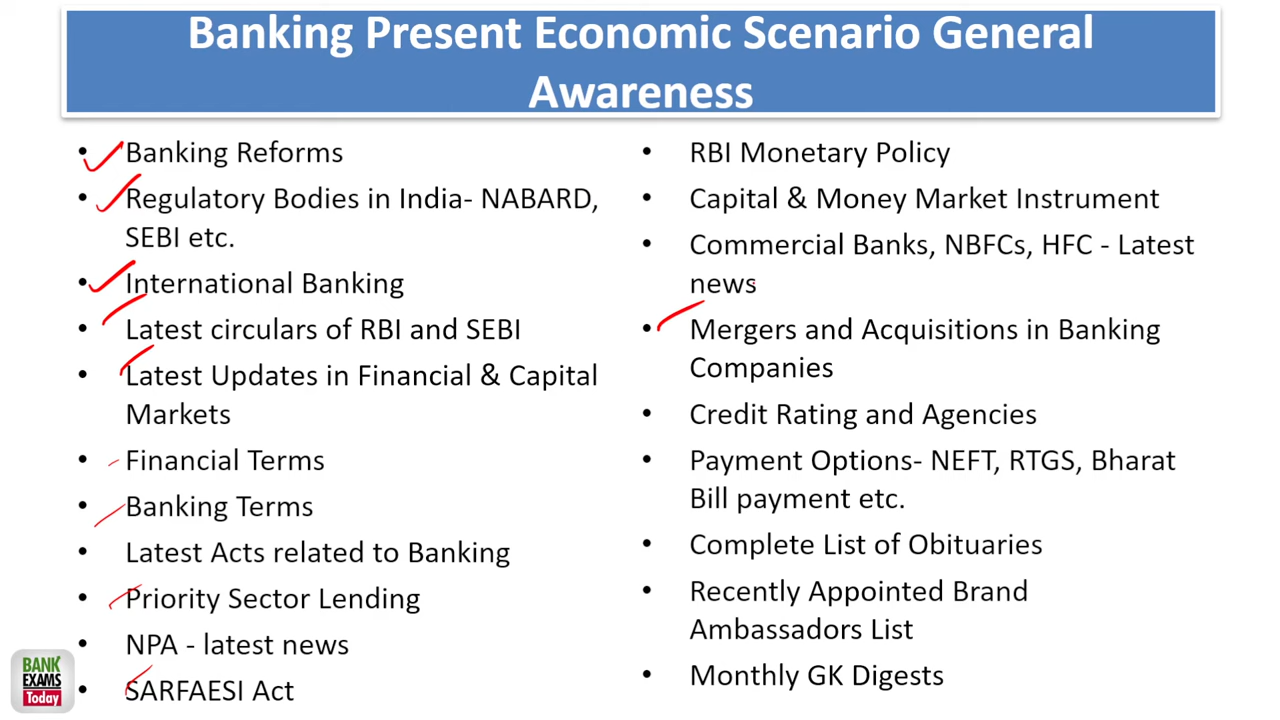 Banking Present Economic Scenario General
Awareness
• Banking Reforms
• Regulatory Bodies in India- NABARD,
SEBI etc.
• International Banking
• Latest circulars of RBI and SEBI
• Latest Updates in Financial & Capital
Markets
• Financial Terms
• Banking Terms
• Latest Acts related to Banking
• Priority Sector Lending
• NPA - latest news
• SARFAESI Act
• RBI Monetary Policy
• Capital & Money Market Instrument
• Commercial Banks, NBFCs, HFC - Latest
news
• Mergers and Acquisitions in Banking
Companies
• Credit Rating and Agencies
• Payment Options- NEFT, RTGS, Bharat
Bill payment etc.
• Complete List of Obituaries
• Recently Appointed Brand
Ambassadors List
• Monthly GK Digests
BANK
EXAMS
Today